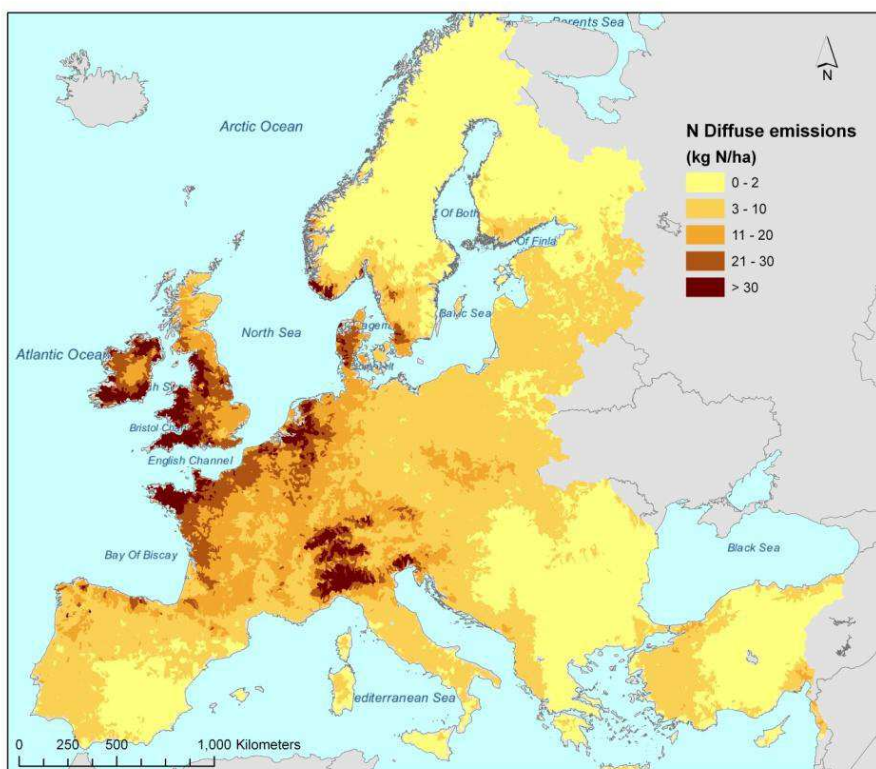 Barents Sea
N
Arctic Ocean
N Diffuse emissions
(kg N/ha)
0 - 2
3 - 10
11 - 20
21 - 30
> 30
Of Both
Of Finla
Baltic Sea
North Sea
Atlantic Ocean
Bristol Cha
English Channel
Bay Of Biscay
Black Sea
editerranean Sea
0 250 500 1,000 Kilometers